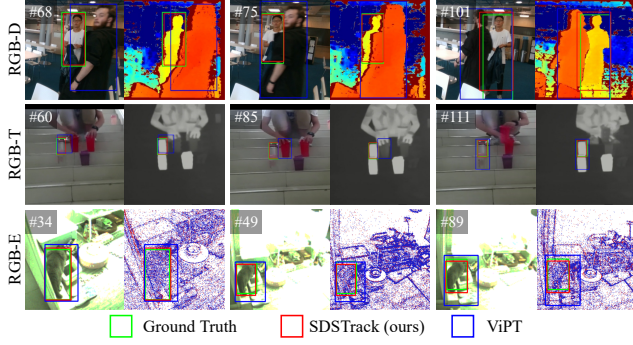 RGB-D
#68
#75
#101
RGB-T
#60
#85
#111
RGB-E
#34
#49
#89
Ground Truth
SDSTrack (ours)
ViPT